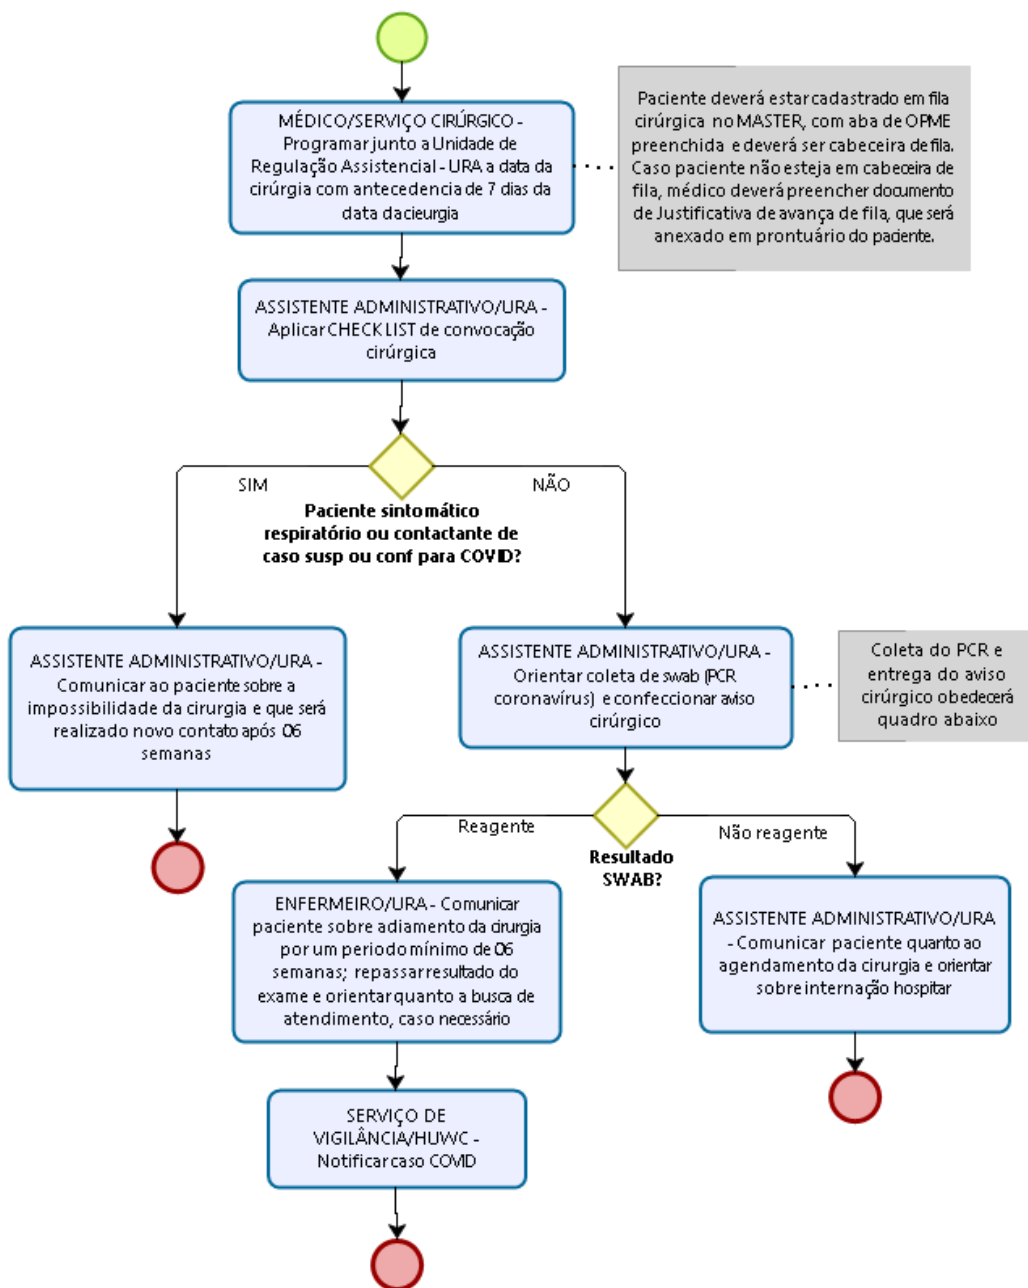 MÉDICO/SERVIÇO CIRÚRGICO -
Programar junto a Unidade de
Regulação Assistencial - URA a data da
cirúrgia com antecedencia de 7 dias da
data dacieurgia
Paciente deverá estar cadastrado em fila
cirúrgica no MASTER, com aba de OPME
preenchida e deverá ser cabeceira de fila.
Caso paciente não esteja em cabeceira de
fila, médico deverá preencher documento
de Justificativa de avança de fila, que será
anexado em prontuário do paciente.
ASSISTENTE ADMINISTRATIVO/URA -
Aplicar CHECK LIST de convocação
cirúrgica
SIM
NÃO
Paciente sintomático
respiratório ou contactante de
caso susp ou conf para COVID?
ASSISTENTE ADMINISTRATIVO/URA -
Comunicar ao paciente sobre a
impossibilidade da cirurgia e que será
realizado novo contato após 06
semanas
ASSISTENTE ADMINISTRATIVO/URA -
Orientar coleta de swab (PCR
coronavírus) e confeccionar aviso
cirúrgico
Coleta do PCR e
entrega do aviso
cirúrgico obedecerá
quadro abaixo
Reagente
Não reagente
Resultado
SWAB?
ENFERMEIRO/URA - Comunicar
paciente sobre adiamento da cirurgia
por um periodo mínimo de 06
semanas; repassar resultado do
exame e orientar quanto a busca de
atendimento, caso necessário
ASSISTENTE ADIMINISTRATIVO/URA
- Comunicar paciente quanto ao
agendamento da cirurgia e orientar
sobre internação hospitar
SERVIÇO DE
VIGILÂNCIA/HUWC -
Notificar caso COVID